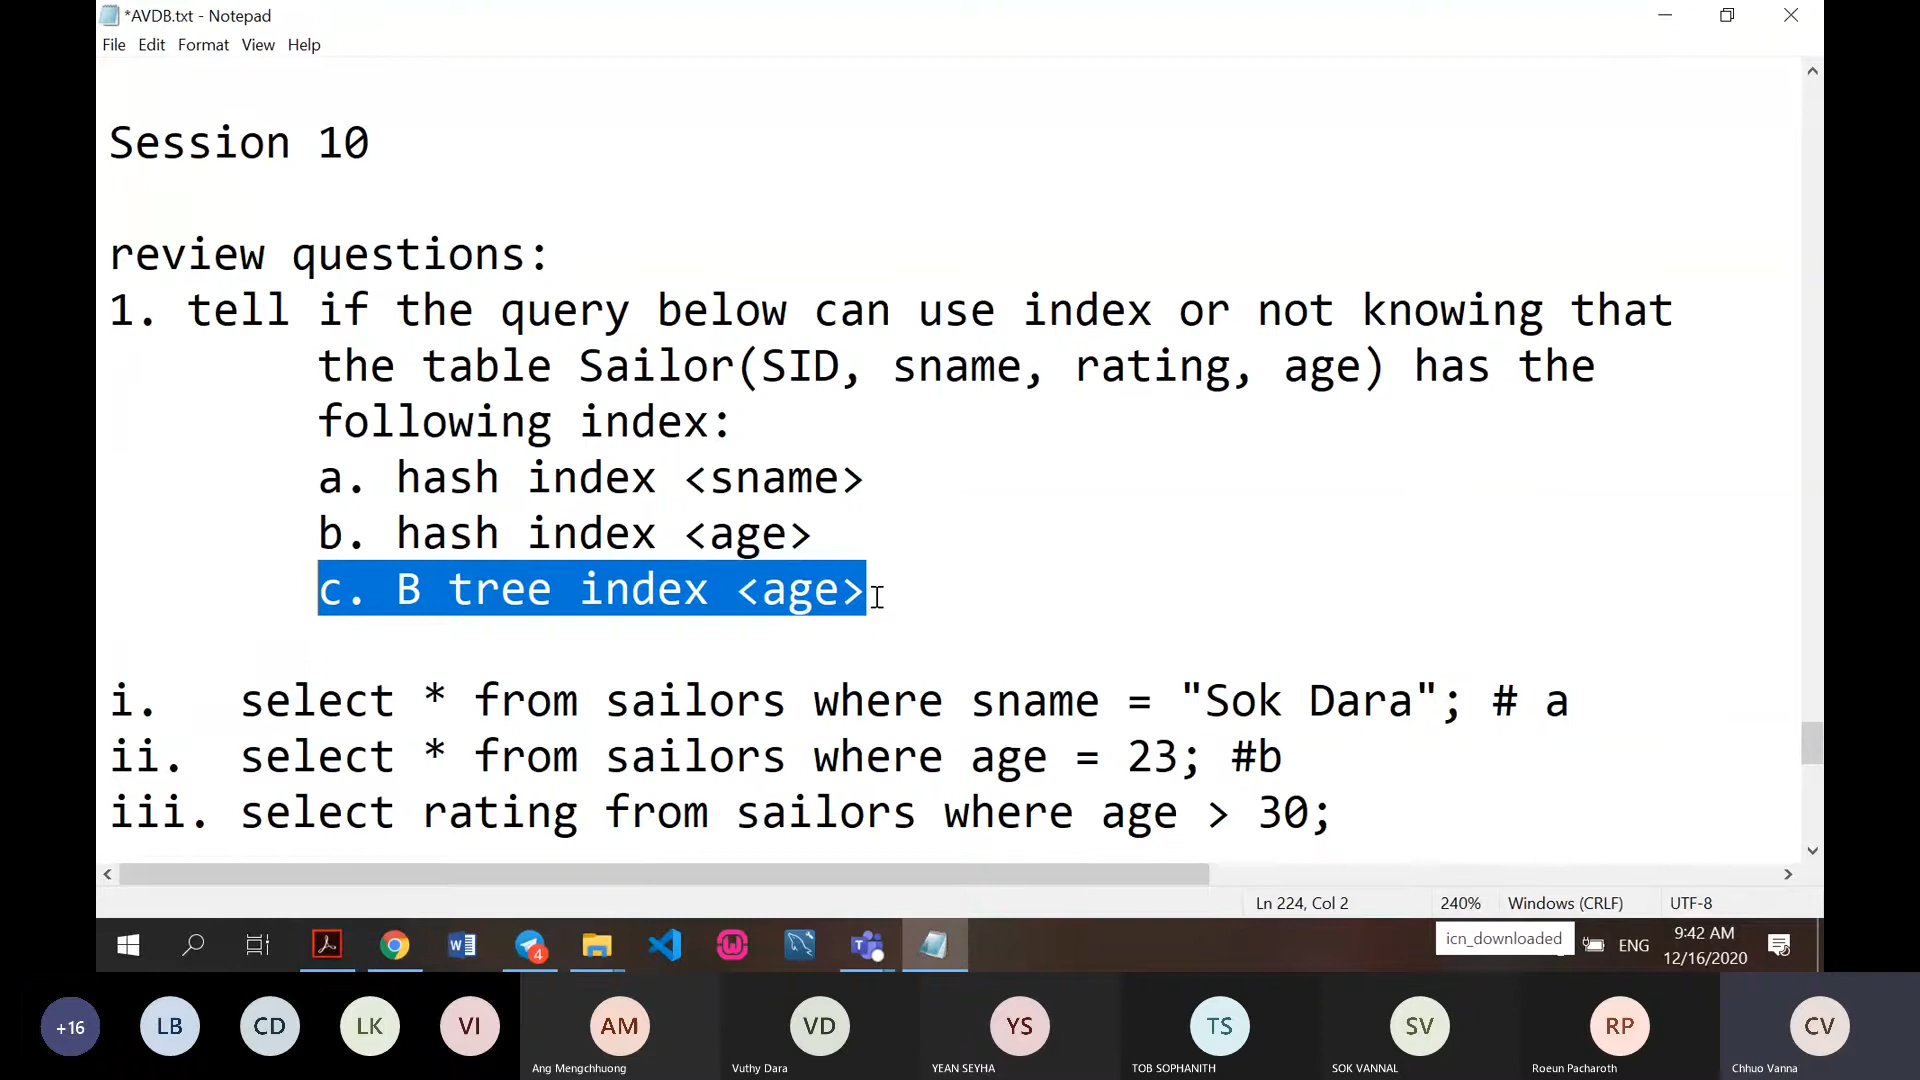 *AVDB.txt - Notepad
File Edit Format View Help
Session 10
review questions:
1. tell if the query below can use index or not knowing that
the table Sailor(SID, sname, rating, age) has the
following index:
a. hash index <sname>
b. hash index <age>
c. B tree index <age>
i. select * from sailors where sname = "Sok Dara"; # a
ii. select * from sailors where age = 23; #b
iii. select rating from sailors where age > 30;
Ln 224, Col 2 240% Windows (CRLF) UTF-8
4 icn_downloaded ENG 9:42 AM
12/16/2020
+16 LB CD LK VI AM VD YS TS SV RP CV
Ang Mengchhuong Vuthy Dara YEAN SEYHA TOB SOPHANITH SOK VANNAL Roeun Pacharoth Chhuo Vanna